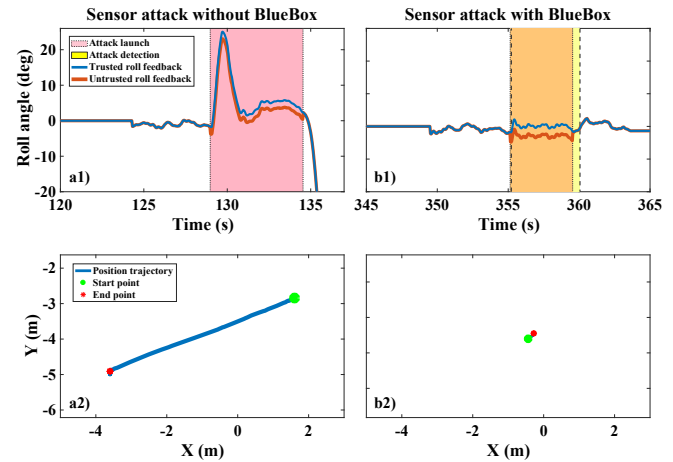 Sensor attack without BlueBox
Sensor attack with BlueBox
Attack launch
Attack detection
Trusted roll feedback
Untrusted roll feedback
Roll angle (deg)
20
10
0
-10
-20
a1)
b1)
120 125 130 135
345 350 355 360 365
Time (s)
Time (s)
Position trajectory
Start point
End point
Y (m)
-2
-3
-4
-5
-6
a2)
b2)
-4 -2 0 2
-4 -2 0 2
X (m)
X (m)